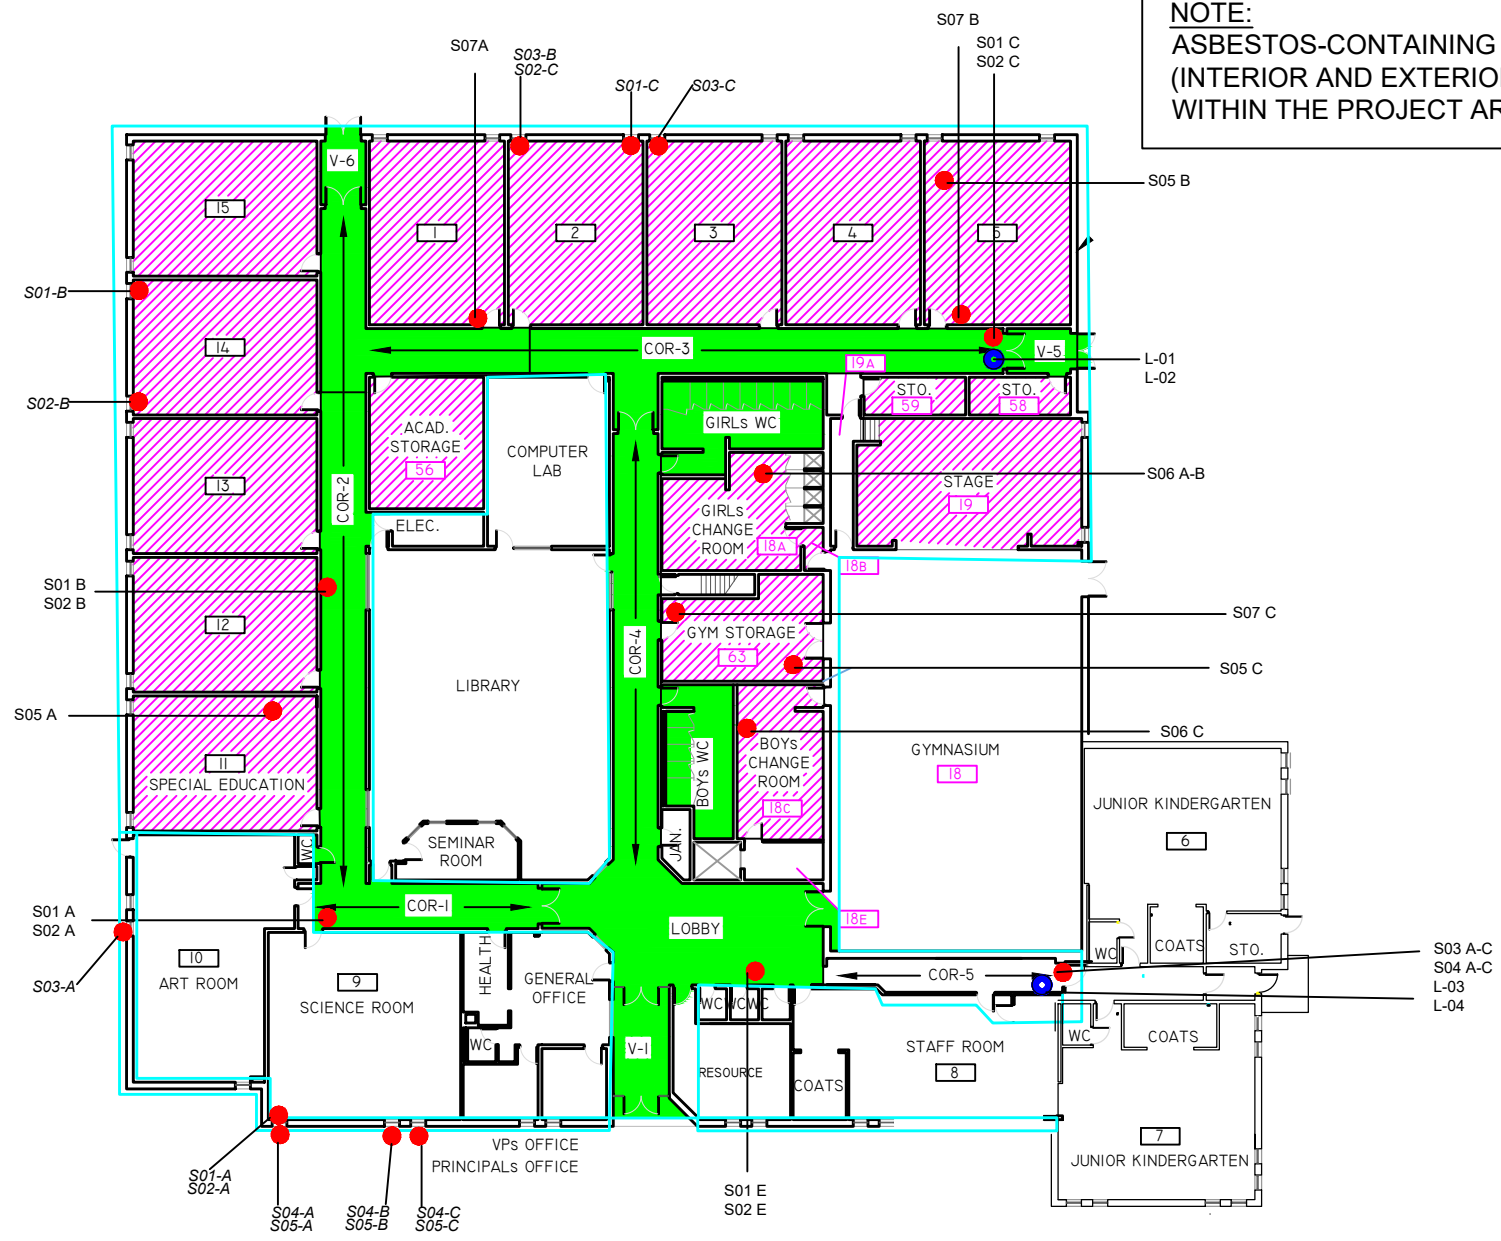 NOTE:
ASBESTOS-CONTAINING
(INTERIOR AND EXTERIO
WITHIN THE PROJECT AR
S07 B
S07A
S03-B
S02-C
S01-C
S03-C
S01 C
S02 C
V-6
S05 B
15
1
2
3
4
5
S01-B
14
COR-3
V-5
19A
L-01
L-02
S02-B
ACAD.
STORAGE
56
COMPUTER
LAB
GIRLs WC
STO.
59
STO.
58
S06 A-B
13
COR-2
ELEC.
GIRLs
CHANGE
ROOM
18A
STAGE
19
18B
S01 B
S02 B
12
COR-4
GYM STORAGE
63
S07 C
S05 C
LIBRARY
S05 A
11
SPECIAL EDUCATION
BOYs WC
BOYs
CHANGE
ROOM
18C
S06 C
GYMNASIUM
18
JUNIOR KINDERGARTEN
6
WC
SEMINAR
ROOM
JAN.
S01 A
S02 A
COR-1
LOBBY
18E
WC
COATS
STO.
S03-A
10
ART ROOM
9
SCIENCE ROOM
HEALTH
GENERAL
OFFICE
COR-5
S03 A-C
S04 A-C
L-03
L-04
WC
WC
WC
WC
V-1
STAFF ROOM
8
WC
COATS
RESOURCE
COATS
S01-A
S02-A
VPs OFFICE
PRINCIPALs OFFICE
7
JUNIOR KINDERGARTEN
S04-A
S05-A
S04-B
S05-B
S04-C
S05-C
S01 E
S02 E